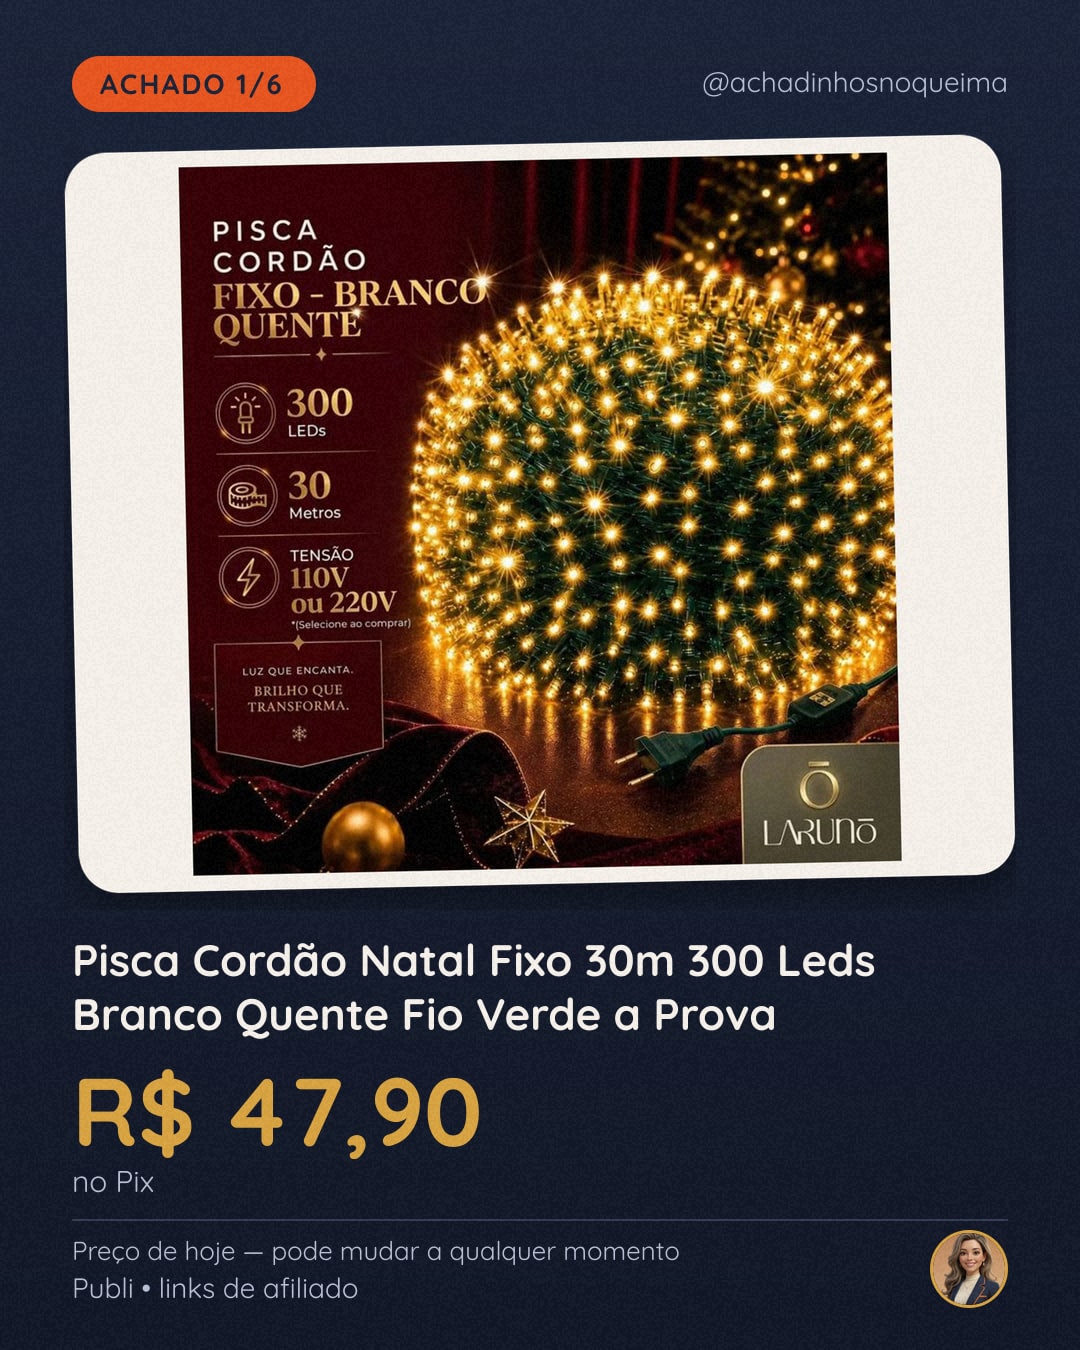 ACHADO 1/6
@achadinhosnoqueima
PISCA
CORDÃO
FIXO - BRANCO
QUENTE
300
LEDs
30
Metros
TENSÃO
110V
ou 220V
*(Selecione ao comprar)
LUZ QUE ENCANTA.
BRILHO QUE
TRANSFORMA.
Ō
LARUNŌ
Pisca Cordão Natal Fixo 30m 300 Leds
Branco Quente Fio Verde a Prova
R$ 47,90
no Pix
Preço de hoje — pode mudar a qualquer momento
Publi • links de afiliado